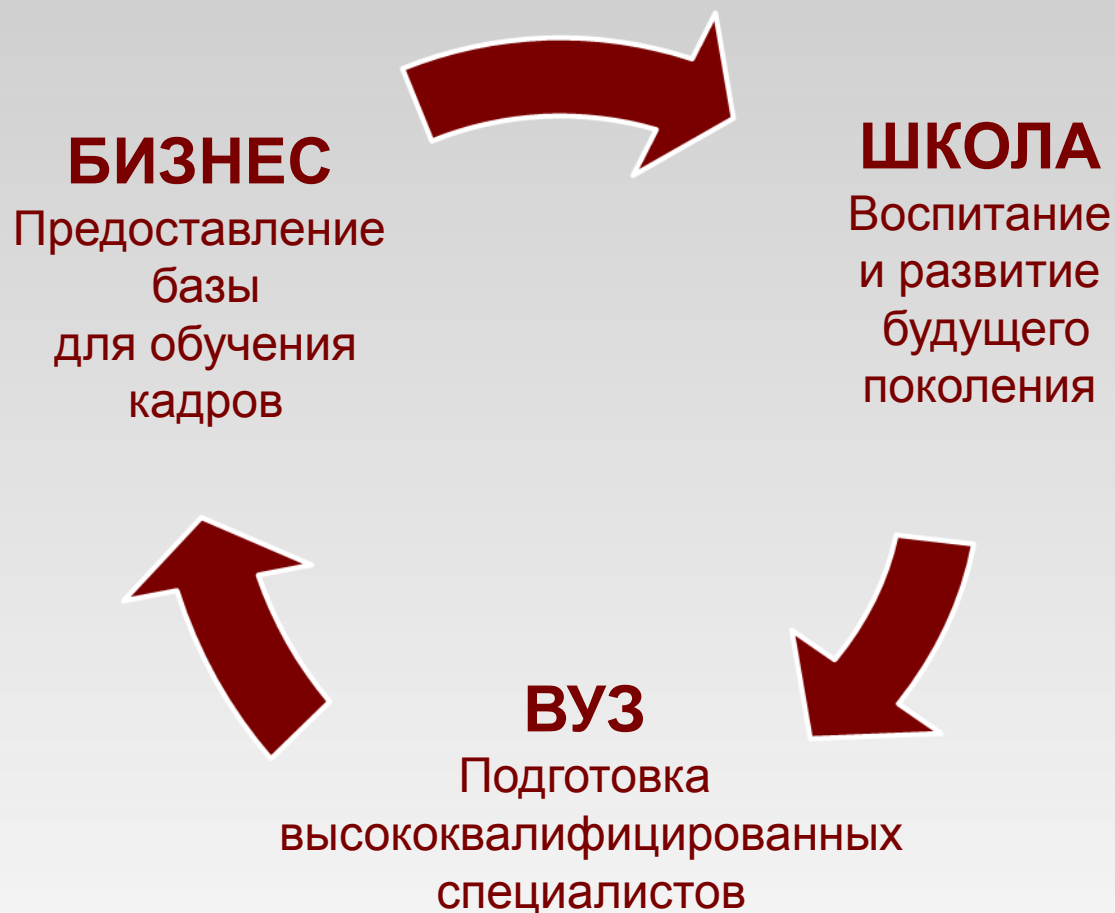 БИЗНЕС
Предоставление
базы
для обучения
кадров
ШКОЛА
Воспитание
и развитие
будущего
поколения
ВУЗ
Подготовка
высококвалифицированных
специалистов